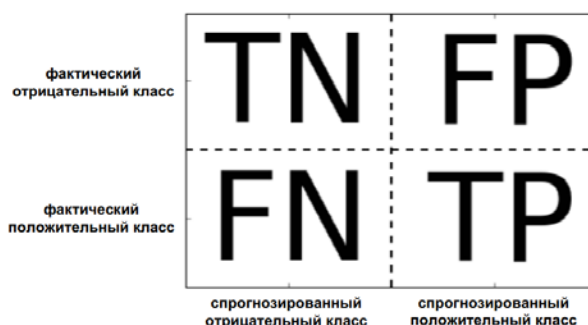 TN FP
фактический
отрицательный класс
FN TP
фактический
положительный класс
спрогнозированный спрогнозированный
отрицательный класс положительный класс